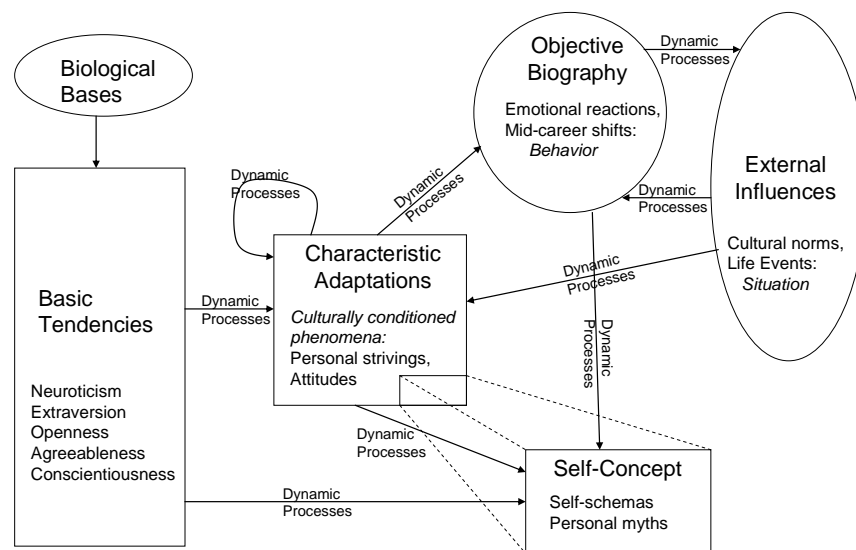 Biological
Bases
Basic
Tendencies
Neuroticism
Extraversion
Openness
Agreeableness
Conscientiousness
Dynamic
Processes
Dynamic
Processes
Characteristic
Adaptations
Culturally conditioned
phenomena:
Personal strivings,
Attitudes
Dynamic
Processes
Objective
Biography
Emotional reactions,
Mid-career shifts:
Behavior
Dynamic
Processes
Dynamic
Processes
External
Influences
Cultural norms,
Life Events:
Situation
Dynamic
Processes
Dynamic
Processes
Dynamic
Processes
Dynamic
Processes
Self-Concept
Self-schemas
Personal myths